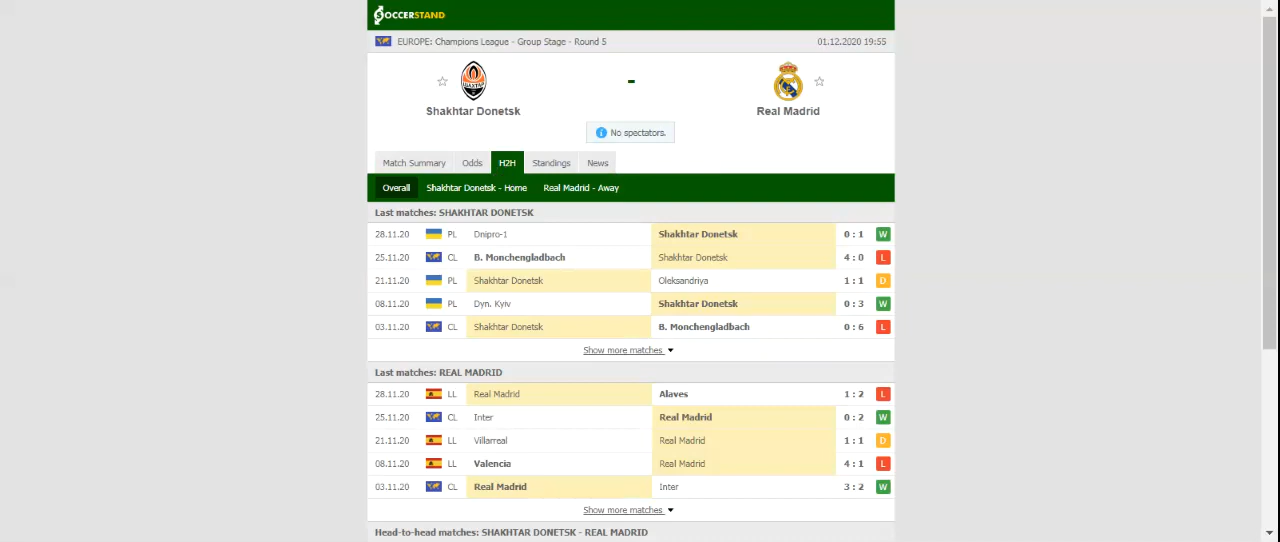 SOCCERSTAND
EUROPE: Champions League - Group Stage - Round 5 01.12.2020 19:55
-
Shakhtar Donetsk Real Madrid
No spectators.
Match Summary Odds H2H Standings News
Overall Shakhtar Donetsk - Home Real Madrid - Away
Last matches: SHAKHTAR DONETSK
28.11.20 PL Dnipro-1 Shakhtar Donetsk 0 : 1 W
25.11.20 CL B. Monchengladbach Shakhtar Donetsk 4 : 0 L
21.11.20 PL Shakhtar Donetsk Oleksandriya 1 : 1 D
08.11.20 PL Dyn. Kyiv Shakhtar Donetsk 0 : 3 W
03.11.20 CL Shakhtar Donetsk B. Monchengladbach 0 : 6 L
Show more matches
Last matches: REAL MADRID
28.11.20 LL Real Madrid Alaves 1 : 2 L
25.11.20 CL Inter Real Madrid 0 : 2 W
21.11.20 LL Villarreal Real Madrid 1 : 1 D
08.11.20 LL Valencia Real Madrid 4 : 1 L
03.11.20 CL Real Madrid Inter 3 : 2 W
Show more matches
Head-to-head matches: SHAKHTAR DONETSK - REAL MADRID